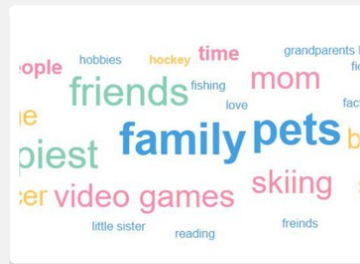 hobbies hockey time grandparents
eople
friends fishing mom
love
family pets
piest
cer video games skiing
little sister freinds
reading